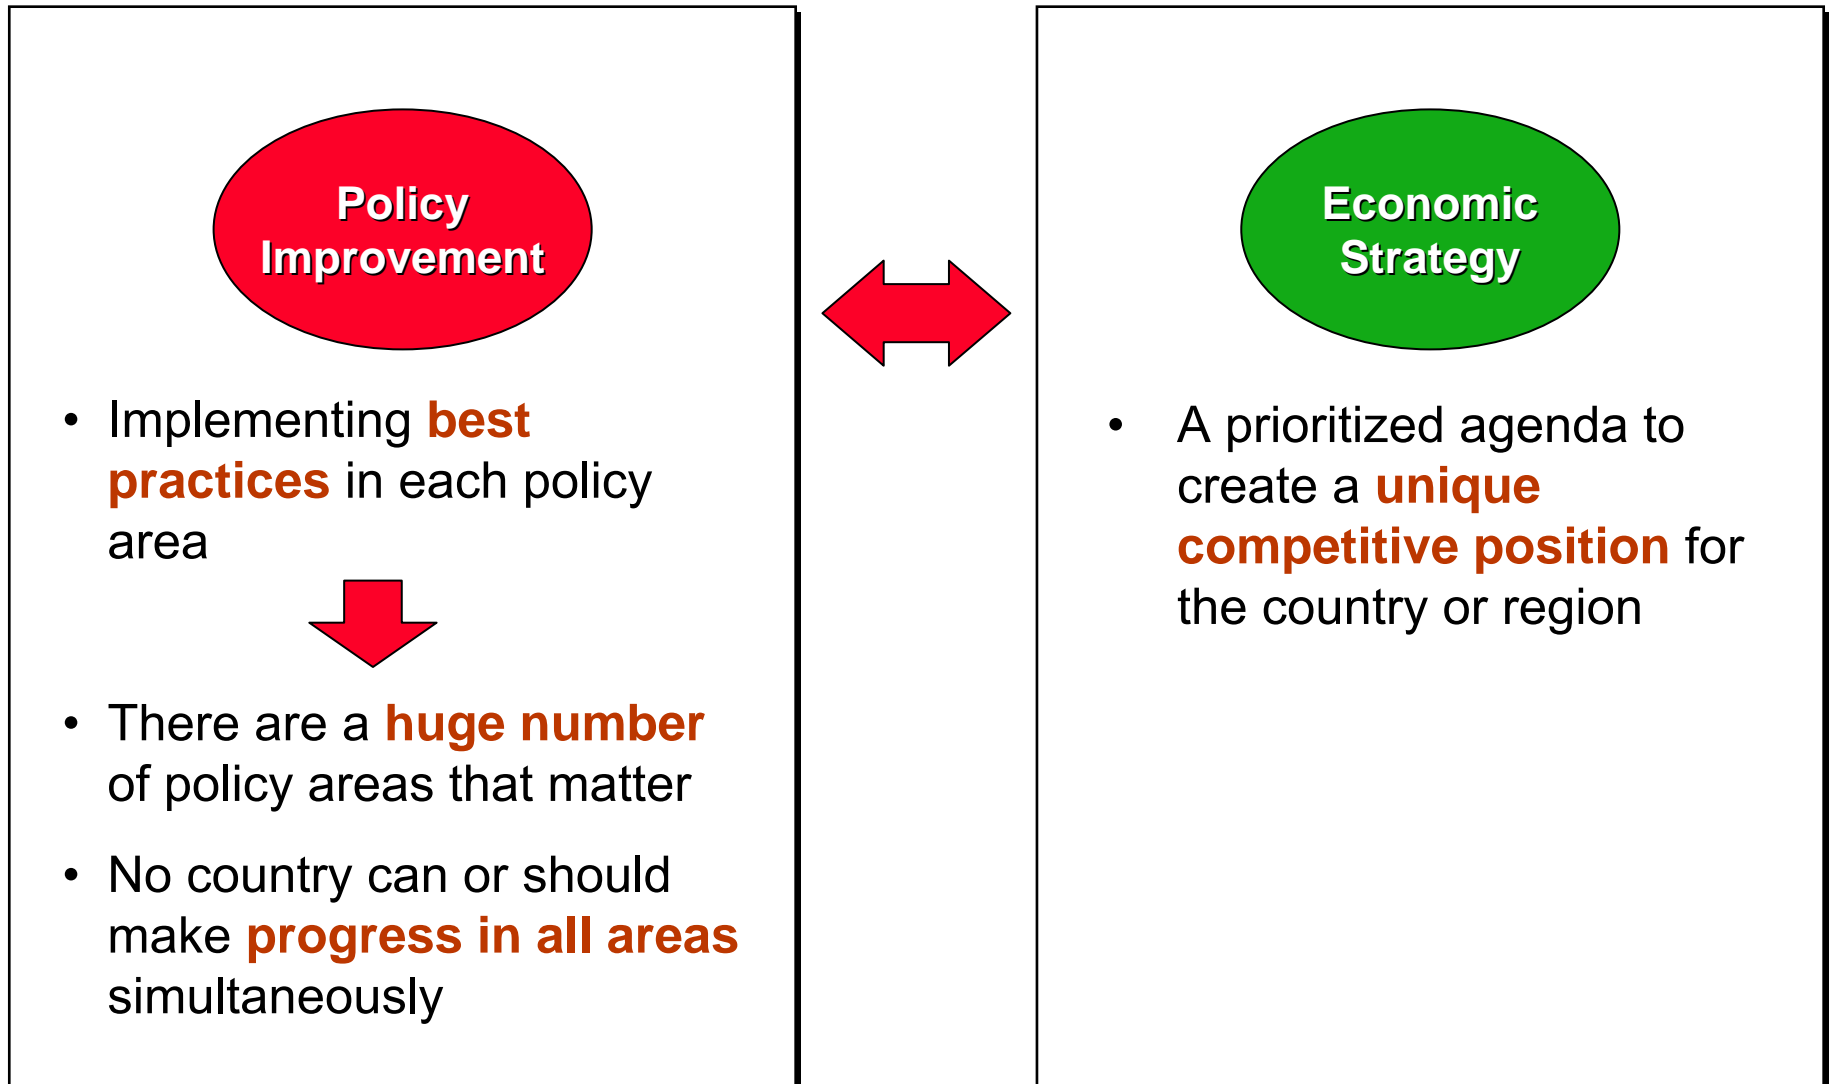 Policy
Improvement
• Implementing best
practices in each policy
area
• There are a huge number
of policy areas that matter
• No country can or should
make progress in all areas
simultaneously
Economic
Strategy
• A prioritized agenda to
create a unique
competitive position for
the country or region